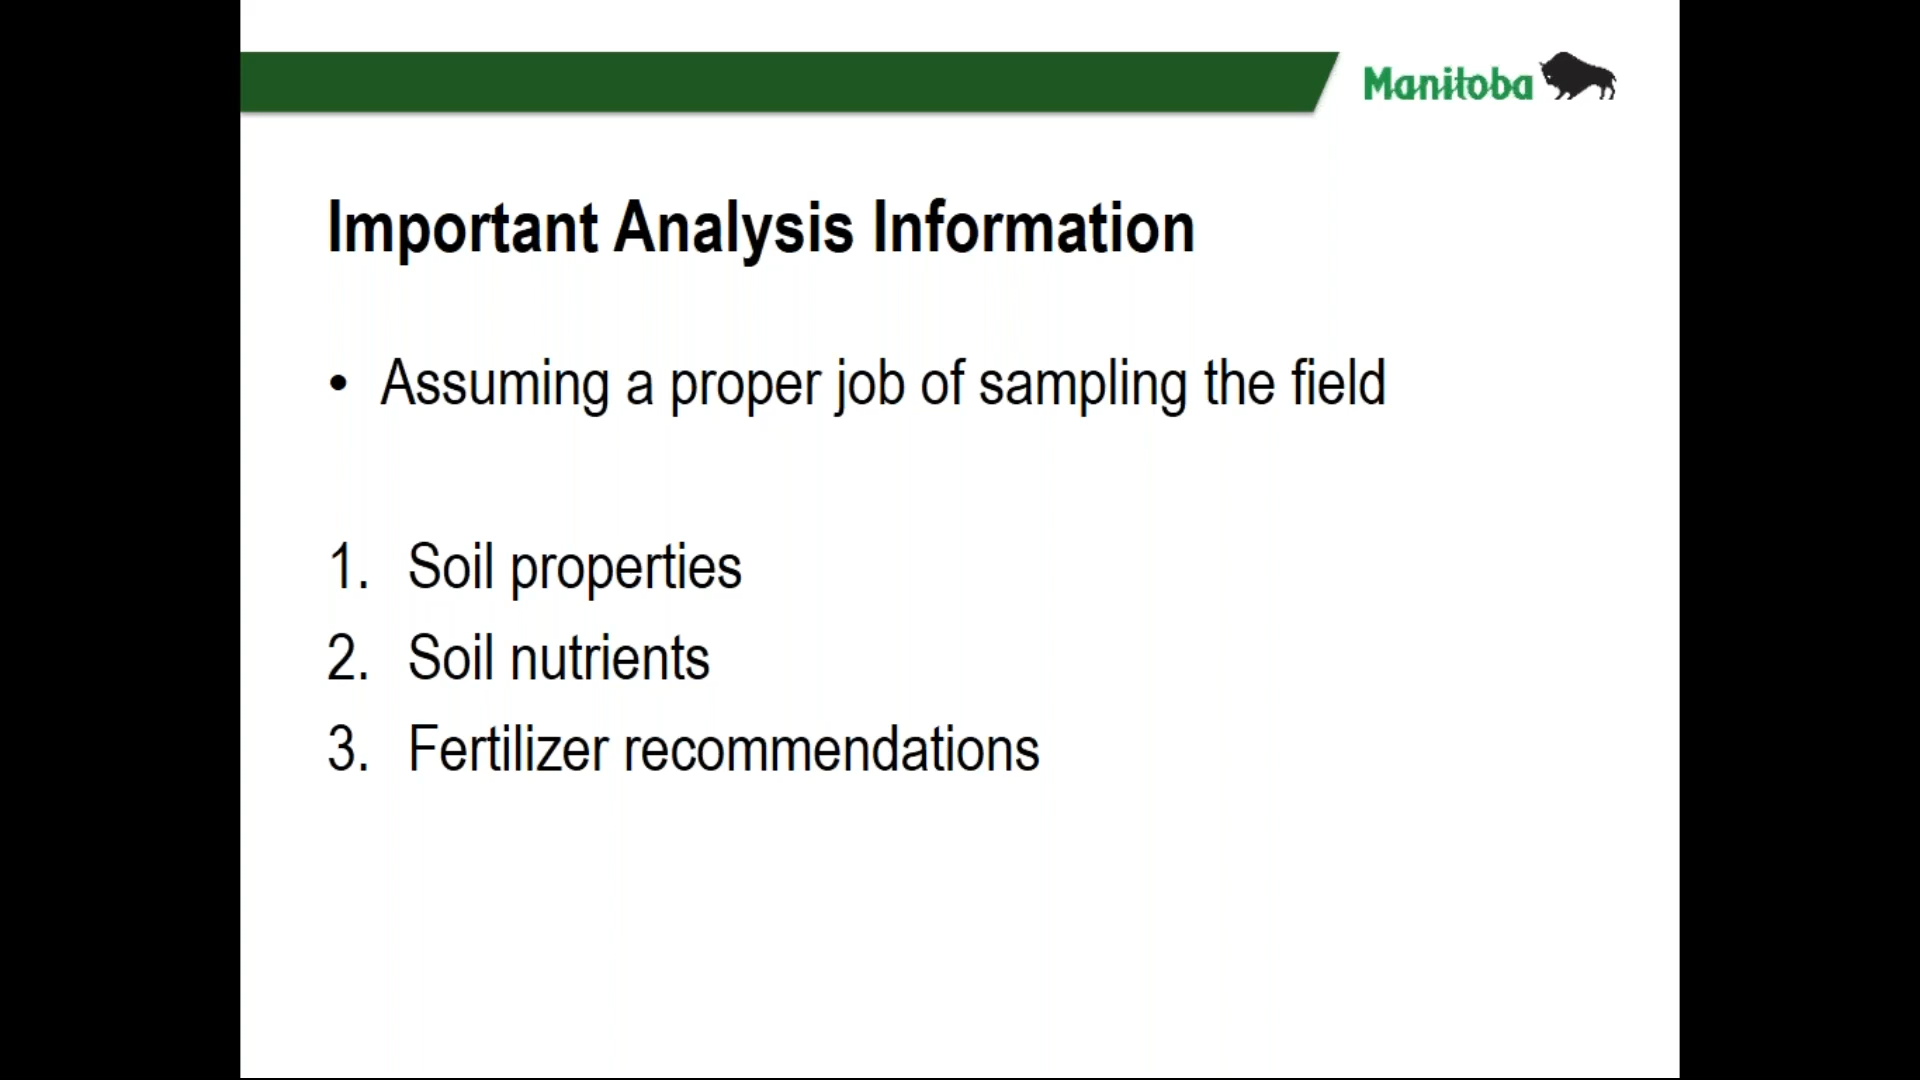 Manitoba
Important Analysis Information
• Assuming a proper job of sampling the field
1. Soil properties
2. Soil nutrients
3. Fertilizer recommendations